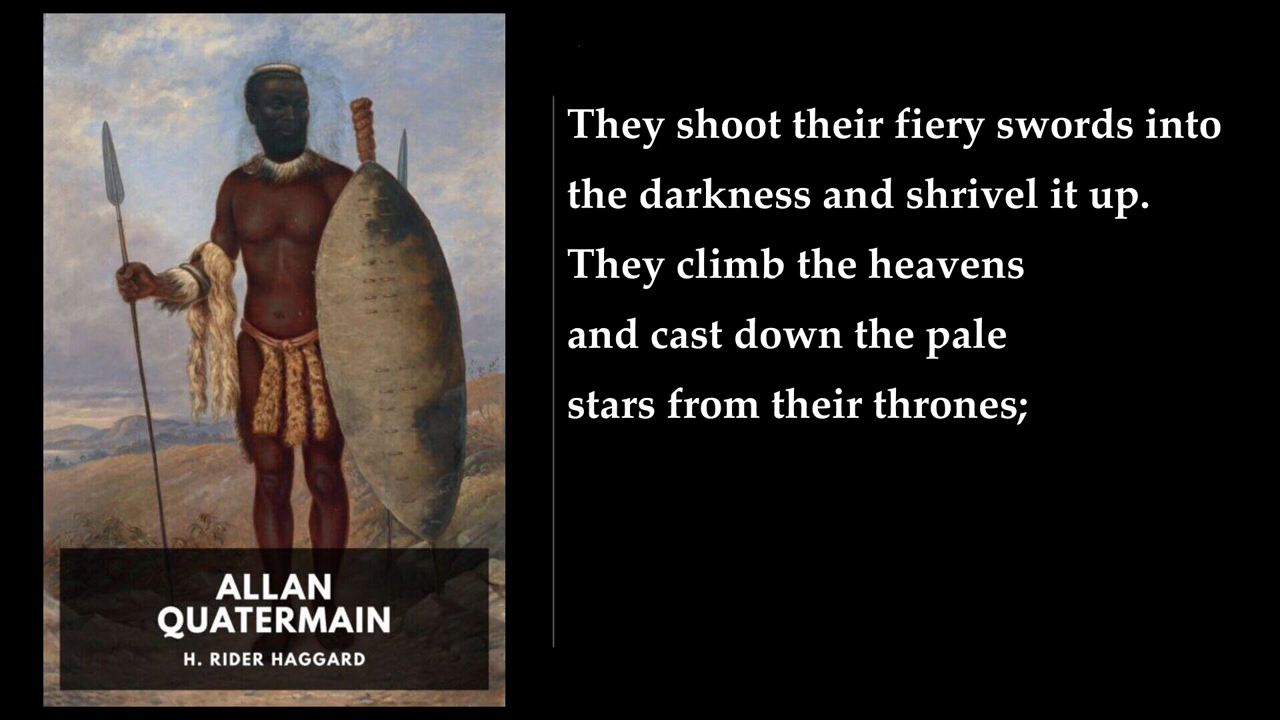 They shoot their fiery swords into
the darkness and shrivel it up.
They climb the heavens
and cast down the pale
stars from their thrones;
ALLAN
QUATERMAIN
H. RIDER HAGGARD